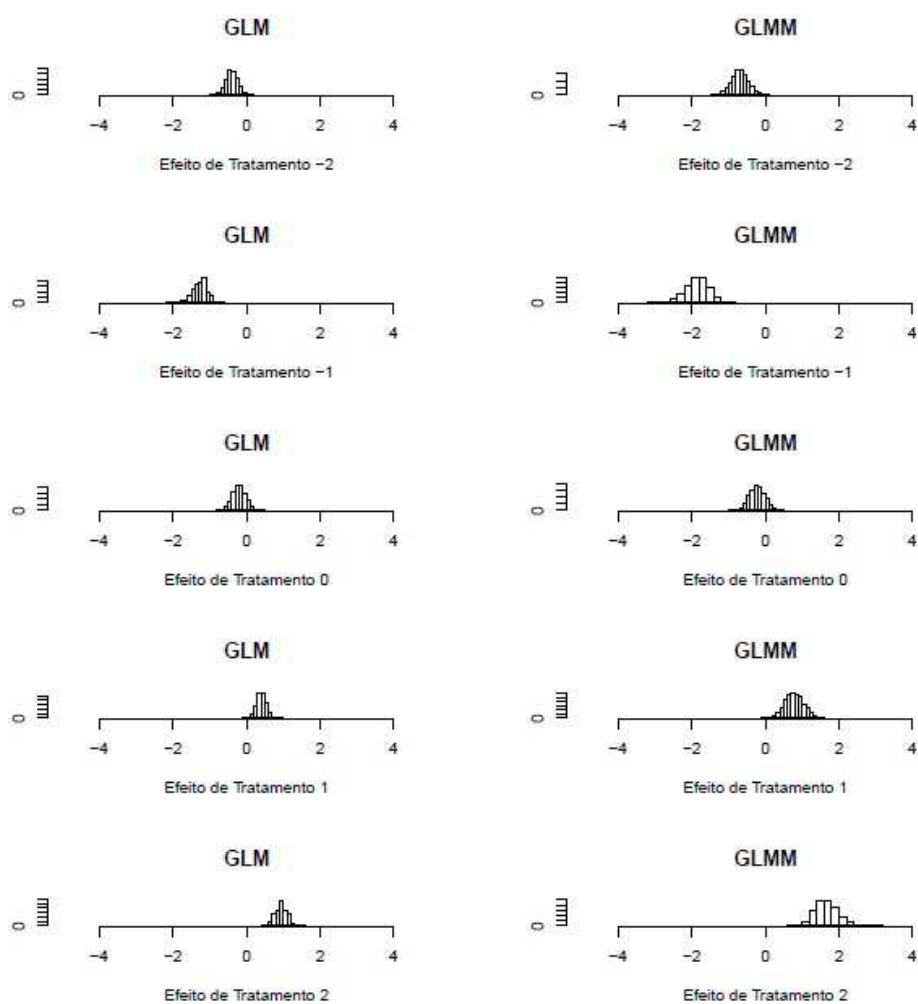 GLM GLMM
0 0
−4 −2 0 2 4 −4 −2 0 2 4
Efeito de Tratamento −2 Efeito de Tratamento −2
GLM GLMM
0 0
−4 −2 0 2 4 −4 −2 0 2 4
Efeito de Tratamento −1 Efeito de Tratamento −1
GLM GLMM
0 0
−4 −2 0 2 4 −4 −2 0 2 4
Efeito de Tratamento 0 Efeito de Tratamento 0
GLM GLMM
0 0
−4 −2 0 2 4 −4 −2 0 2 4
Efeito de Tratamento 1 Efeito de Tratamento 1
GLM GLMM
0 0
−4 −2 0 2 4 −4 −2 0 2 4
Efeito de Tratamento 2 Efeito de Tratamento 2